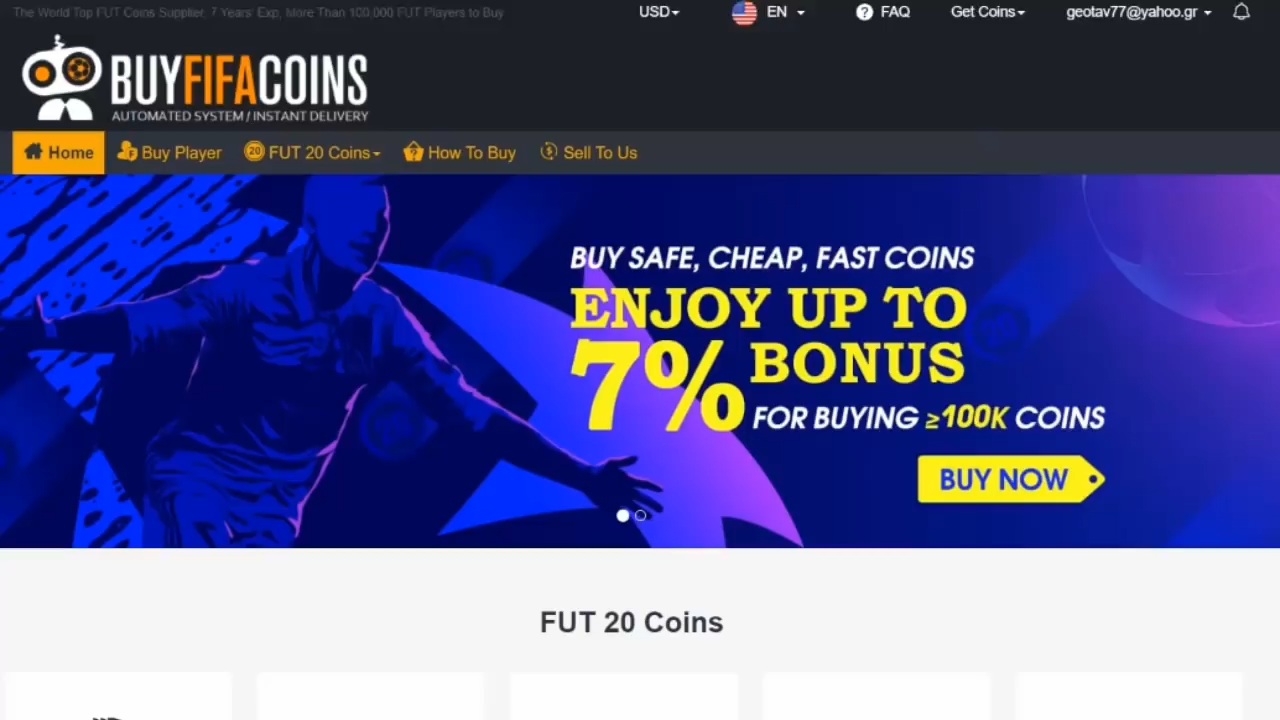 The World Top FUT Coins Supplier, 7 Years' Exp, More Than 100,000 FUT Players to Buy
USD
EN
? FAQ
Get Coins
geotav77@yahoo.gr
BUYFIFACOINS
AUTOMATED SYSTEM / INSTANT DELIVERY
Home
Buy Player
20 FUT 20 Coins
How To Buy
Sell To Us
BUY SAFE, CHEAP, FAST COINS
ENJOY UP TO
7% BONUS
FOR BUYING ≥100K COINS
BUY NOW
FUT 20 Coins